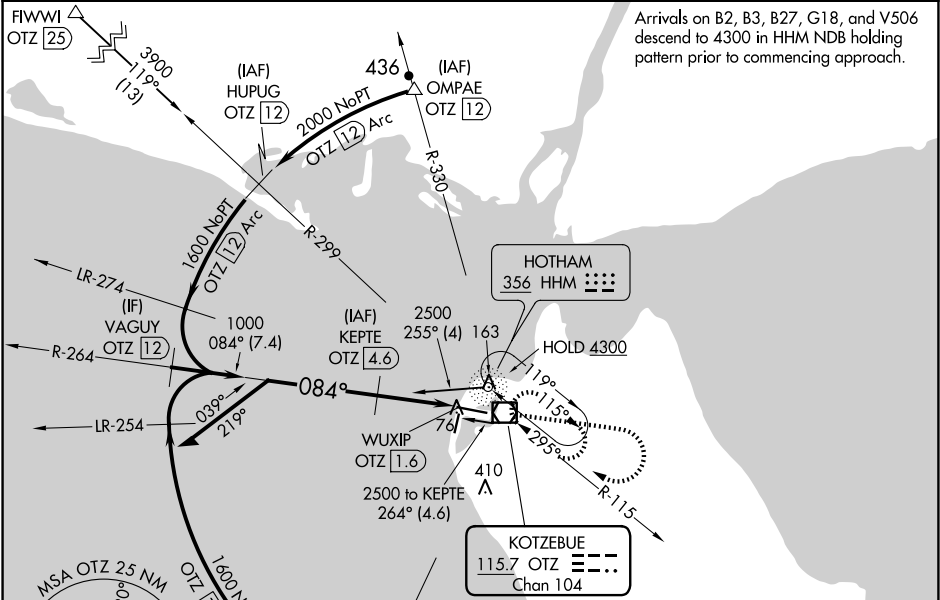 FIWWI
OTZ 25
3900
119°
(13)
(IAF)
HUPUG
OTZ 12
436
(IAF)
OMPAE
OTZ 12
2000 NoPT
OTZ 12 Arc
R-330
Arrivals on B2, B3, B27, G18, and V506
descend to 4300 in HHM NDB holding
pattern prior to commencing approach.
1600 NoPT
OTZ 12 Arc
R-299
LR-274
(IF)
VAGUY
OTZ 12
R-264
1000
084° (7.4)
(IAF)
KEPTE
OTZ 4.6
2500
255° (4)
163
HOTHAM
356 HHM
HOLD 4300
084°
039°
219°
LR-254
119°
115°
295°
R-115
76
WUXIP
OTZ 1.6
410
2500 to KEPTE
264° (4.6)
KOTZEBUE
115.7 OTZ
Chan 104
MSA OTZ 25 NM
1600 N
OTZ